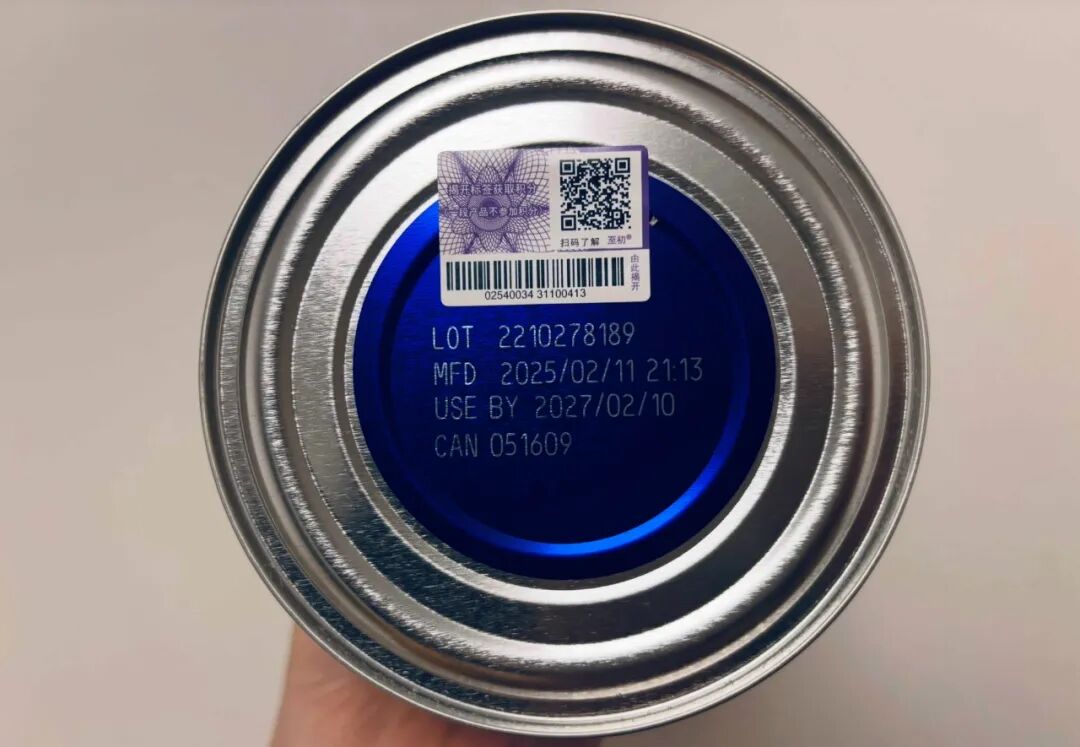 揭开标签获取积分
一段产品不参加积分
扫码了解 至初®
由此揭开
02540034 31100413
LOT 2210278189
MFD 2025/02/11 21:13
USE BY 2027/02/10
CAN 051609